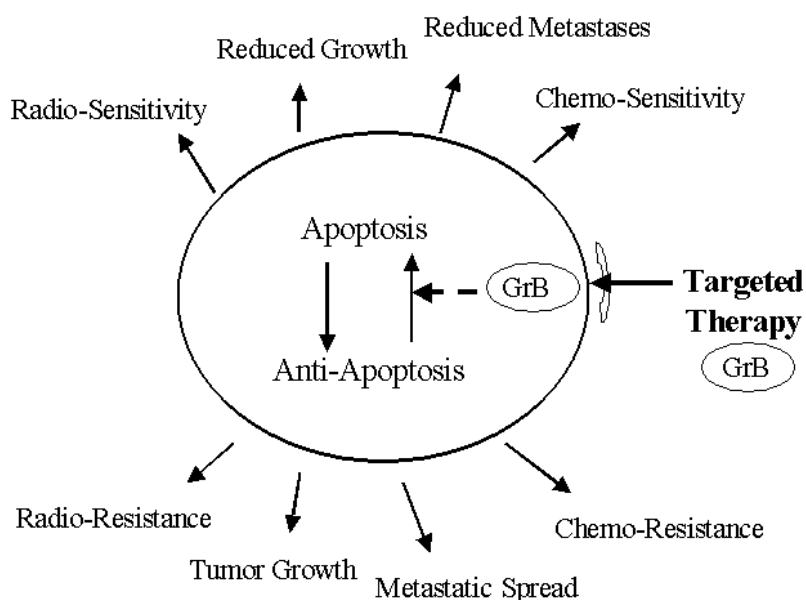 Reduced Metastases
Reduced Growth
Radio-Sensitivity
Chemo-Sensitivity
Apoptosis
GrB
Targeted
Therapy
GrB
Anti-Apoptosis
Radio-Resistance
Chemo-Resistance
Tumor Growth
Metastatic Spread